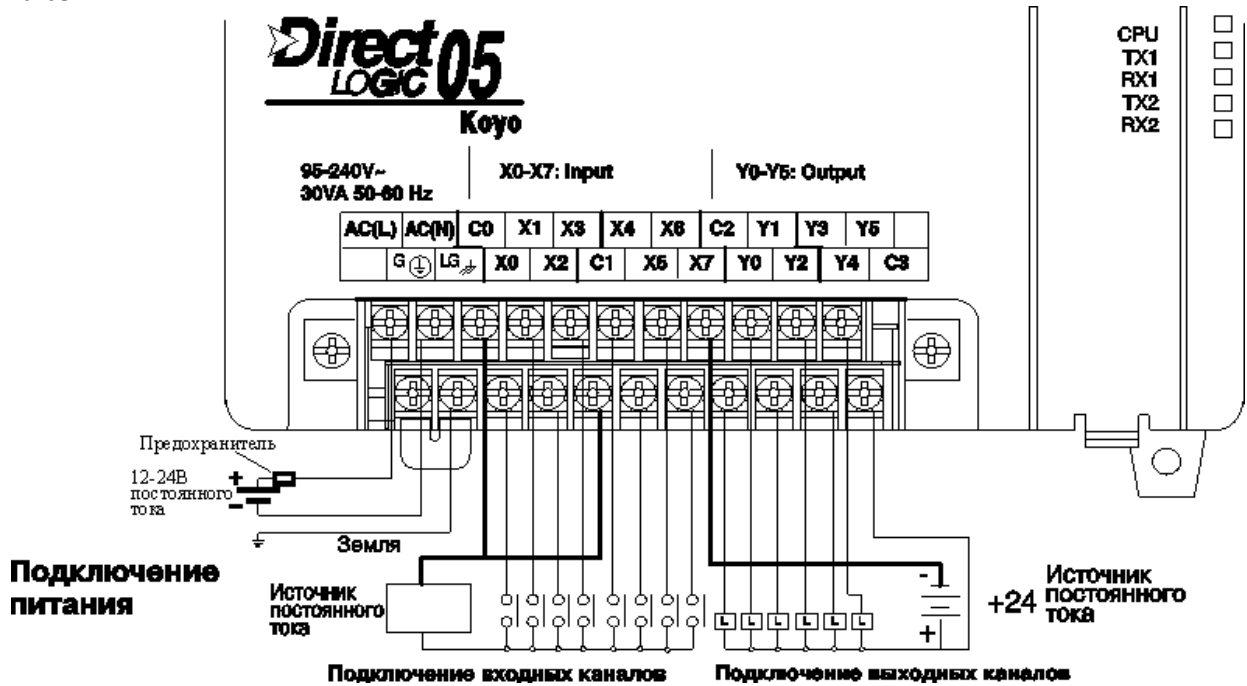 Direct
LOGIC 05
Koyo
CPU
TX1
RX1
TX2
RX2
95-240V~
30VA 50-60 Hz
X0-X7: Input
Y0-Y5: Output
AC(L) AC(N) C0 X1 X3 X4 X6 C2 Y1 Y3 Y5
G LG X0 X2 C1 X5 X7 Y0 Y2 Y4 C3
Предохранитель
12-24В
постоянного
тока
+
-
Земля
Подключение
питания
Источник
постоянного
тока
L L L L L L
-
+
+24
Источник
постоянного
тока
Подключение входных каналов
Подключение выходных каналов